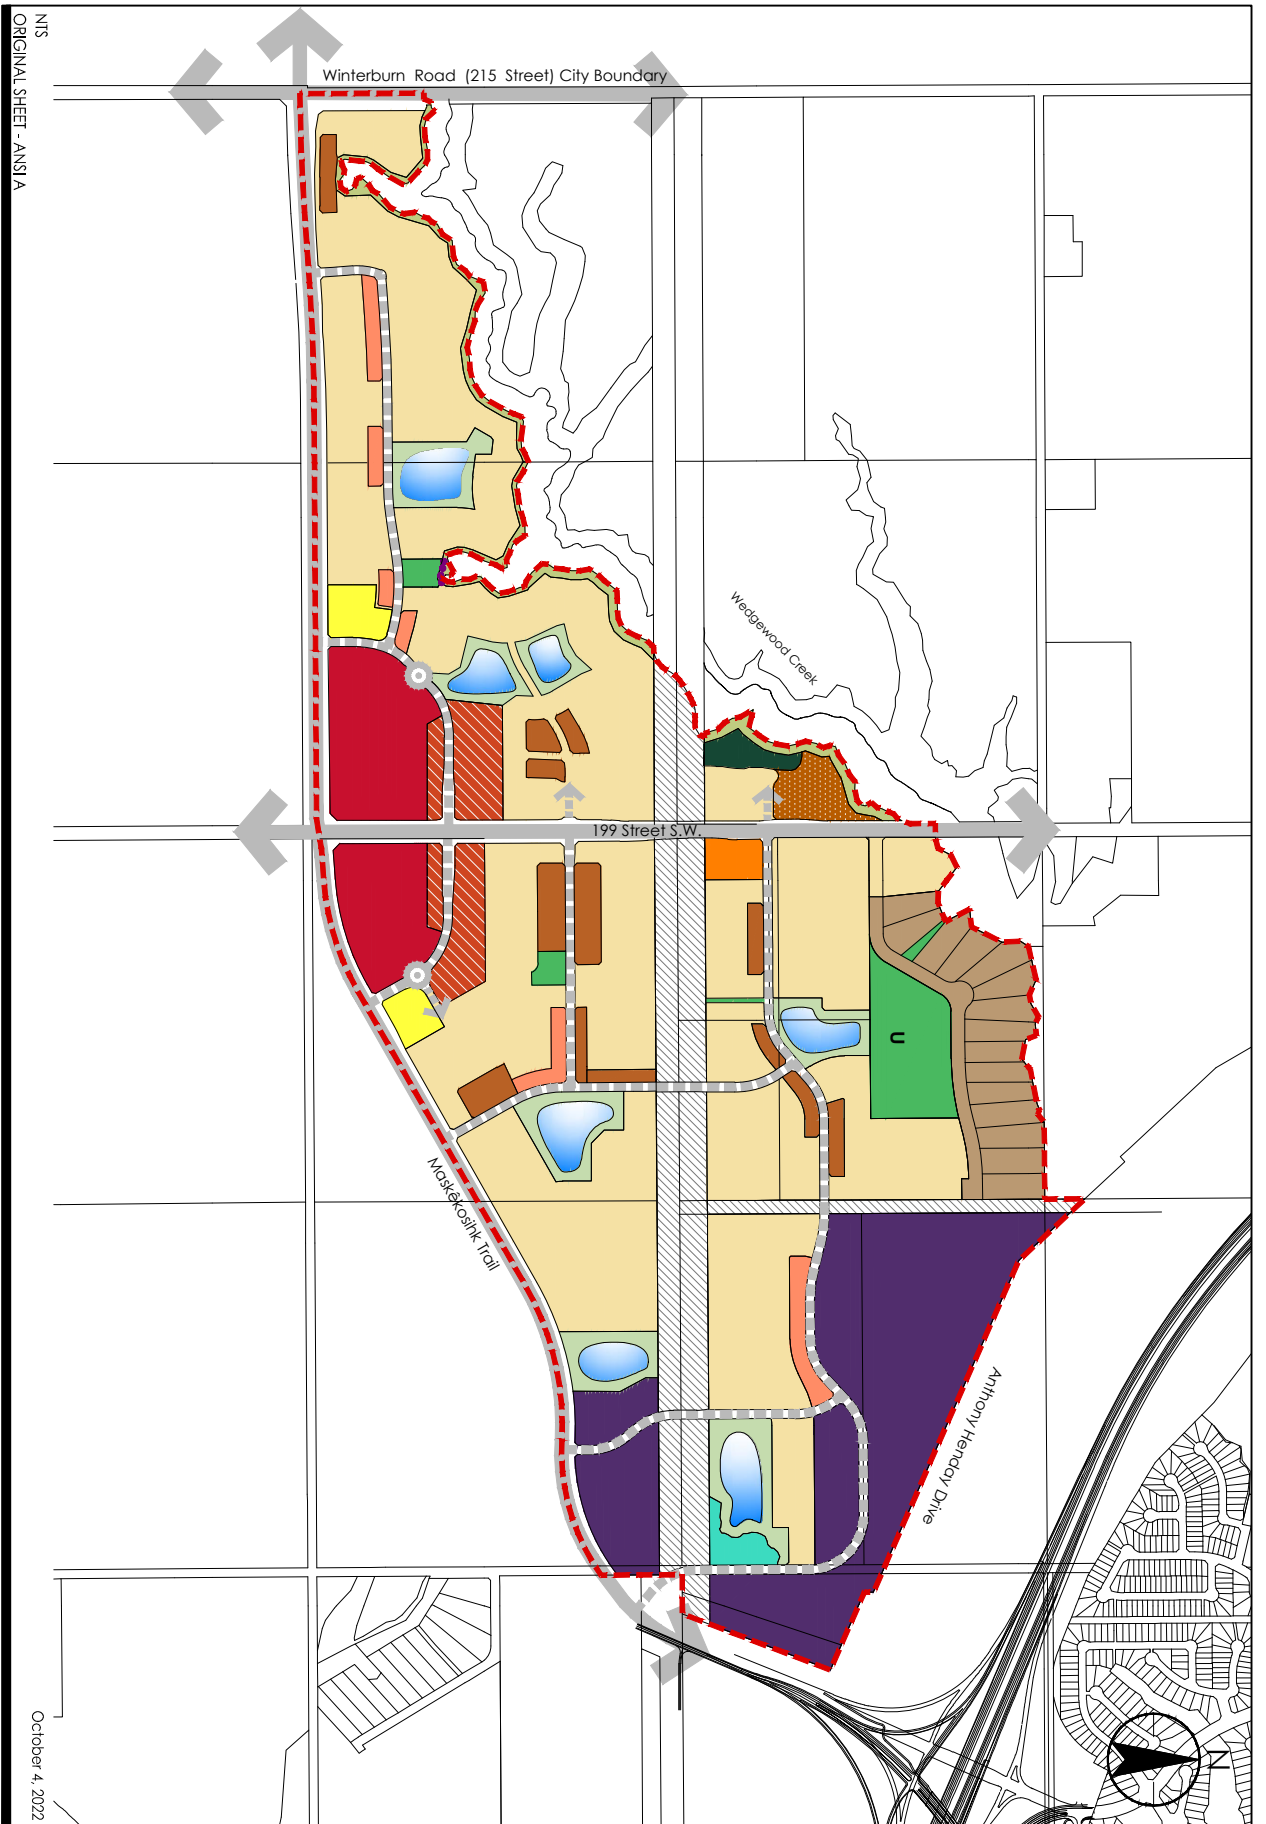 NTS
ORIGINAL SHEET - ANSI A
Winterburn Road (215 Street) City Boundary
Wedgewood Creek
199 Street S.W.
U
Maskêkosihk Trail
Anthony Henday Drive
N
October 4, 2022